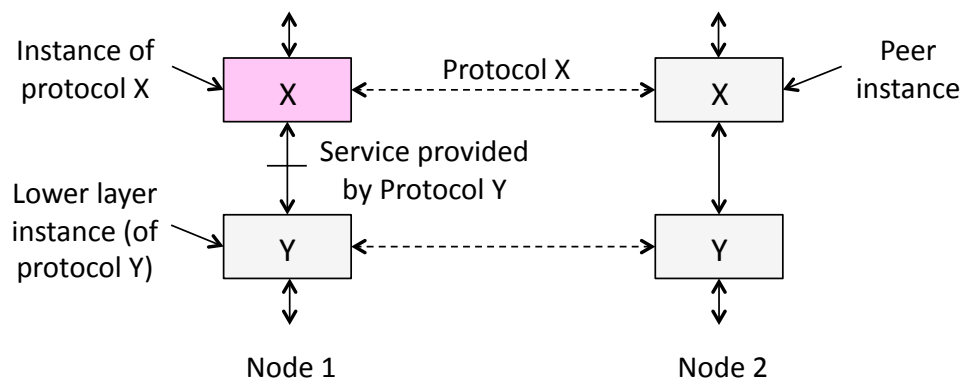 Instance of
protocol X
X
Protocol X
X
Peer
instance
Service provided
by Protocol Y
Lower layer
instance (of
protocol Y)
Y
Y
Node 1
Node 2